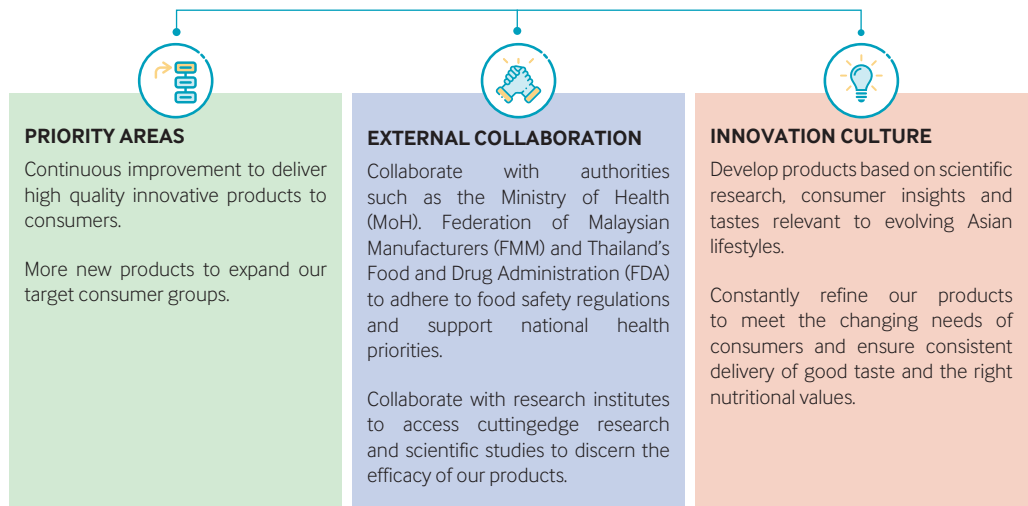 PRIORITY AREAS
Continuous improvement to deliver
high quality innovative products to
consumers.
More new products to expand our
target consumer groups.
EXTERNAL COLLABORATION
Collaborate with authorities
such as the Ministry of Health
(MoH). Federation of Malaysian
Manufacturers (FMM) and Thailand's
Food and Drug Administration (FDA)
to adhere to food safety regulations
and support national health
priorities.
Collaborate with research institutes
to access cuttingedge research
and scientific studies to discern the
efficacy of our products.
INNOVATION CULTURE
Develop products based on scientific
research, consumer insights and
tastes relevant to evolving Asian
lifestyles.
Constantly refine our products
to meet the changing needs of
consumers and ensure consistent
delivery of good taste and the right
nutritional values.